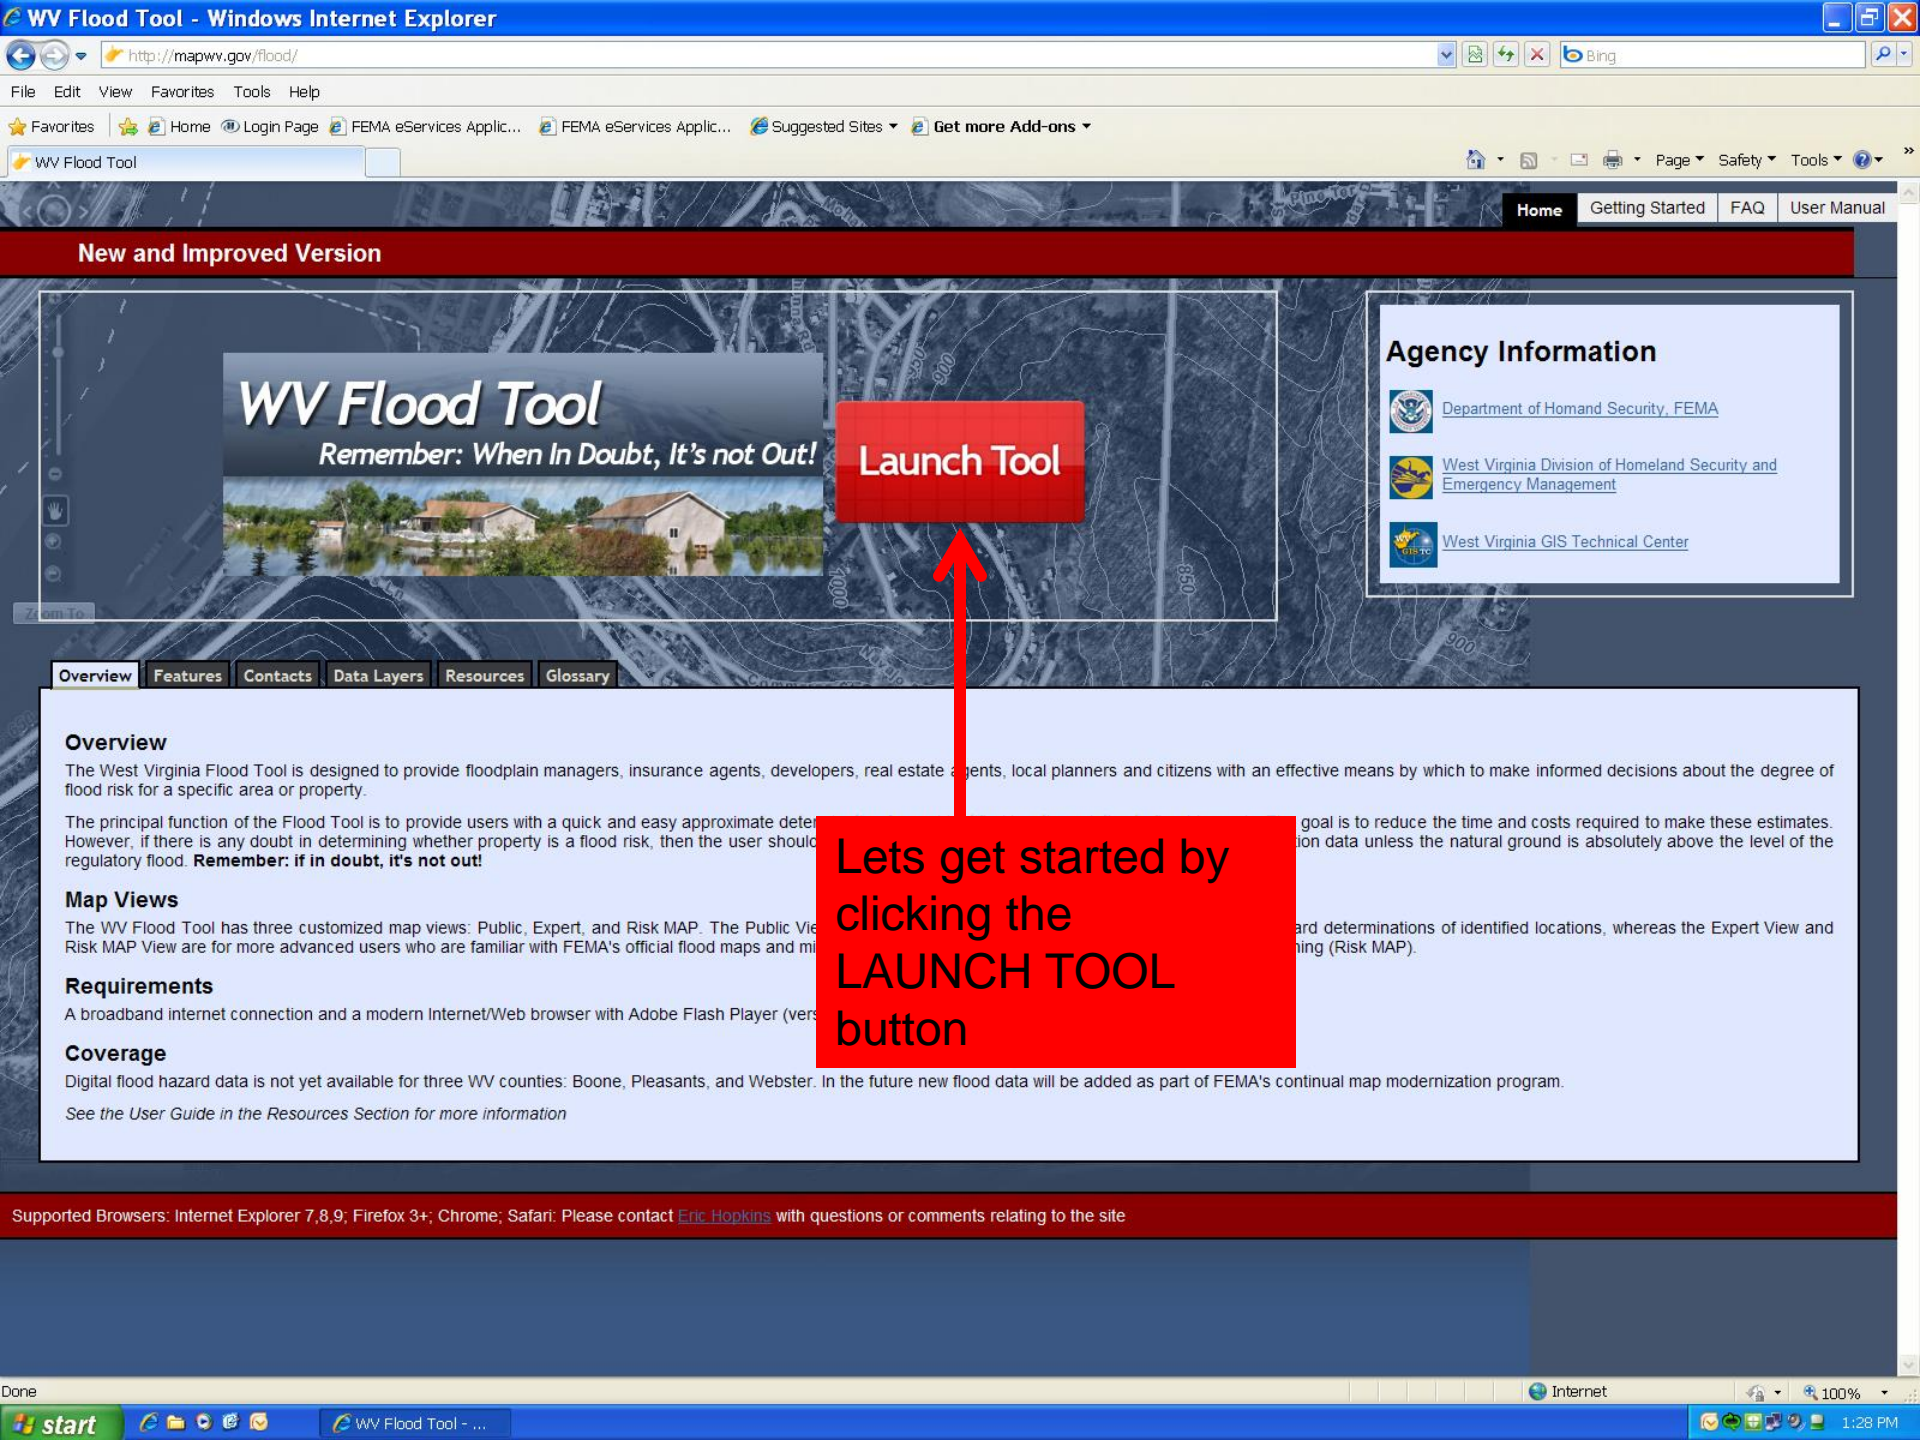 WV Flood Tool - Windows Internet Explorer
http://mapwv.gov/flood/
Bing
File Edit View Favorites Tools Help
Favorites Home Login Page FEMA eServices Applic... FEMA eServices Applic... Suggested Sites Get more Add-ons
WV Flood Tool
Page Safety Tools »
Home Getting Started FAQ User Manual
New and Improved Version
WV Flood Tool
Remember: When In Doubt, It's not Out!
Launch Tool
Agency Information
Department of Homand Security, FEMA
West Virginia Division of Homeland Security and
Emergency Management
West Virginia GIS Technical Center
Zoom To
850
900
1000
850
900
Overview Features Contacts Data Layers Resources Glossary
Overview
The West Virginia Flood Tool is designed to provide floodplain managers, insurance agents, developers, real estate agents, local planners and citizens with an effective means by which to make informed decisions about the degree of
flood risk for a specific area or property.
The principal function of the Flood Tool is to provide users with a quick and easy approximate deter goal is to reduce the time and costs required to make these estimates.
However, if there is any doubt in determining whether property is a flood risk, then the user shoul ion data unless the natural ground is absolutely above the level of the
regulatory flood. Remember: if in doubt, it's not out!
Map Views
The WV Flood Tool has three customized map views: Public, Expert, and Risk MAP. The Public Vie ard determinations of identified locations, whereas the Expert View and
Risk MAP View are for more advanced users who are familiar with FEMA's official flood maps and mi ning (Risk MAP).
Requirements
A broadband internet connection and a modern Internet/Web browser with Adobe Flash Player (vers
Coverage
Digital flood hazard data is not yet available for three WV counties: Boone, Pleasants, and Webster. In the future new flood data will be added as part of FEMA's continual map modernization program.
See the User Guide in the Resources Section for more information
Lets get started by
clicking the
LAUNCH TOOL
button
Supported Browsers: Internet Explorer 7,8,9; Firefox 3+; Chrome; Safari: Please contact Eric Hopkins with questions or comments relating to the site
Done Internet 100%
start WV Flood Tool - ... 1:28 PM